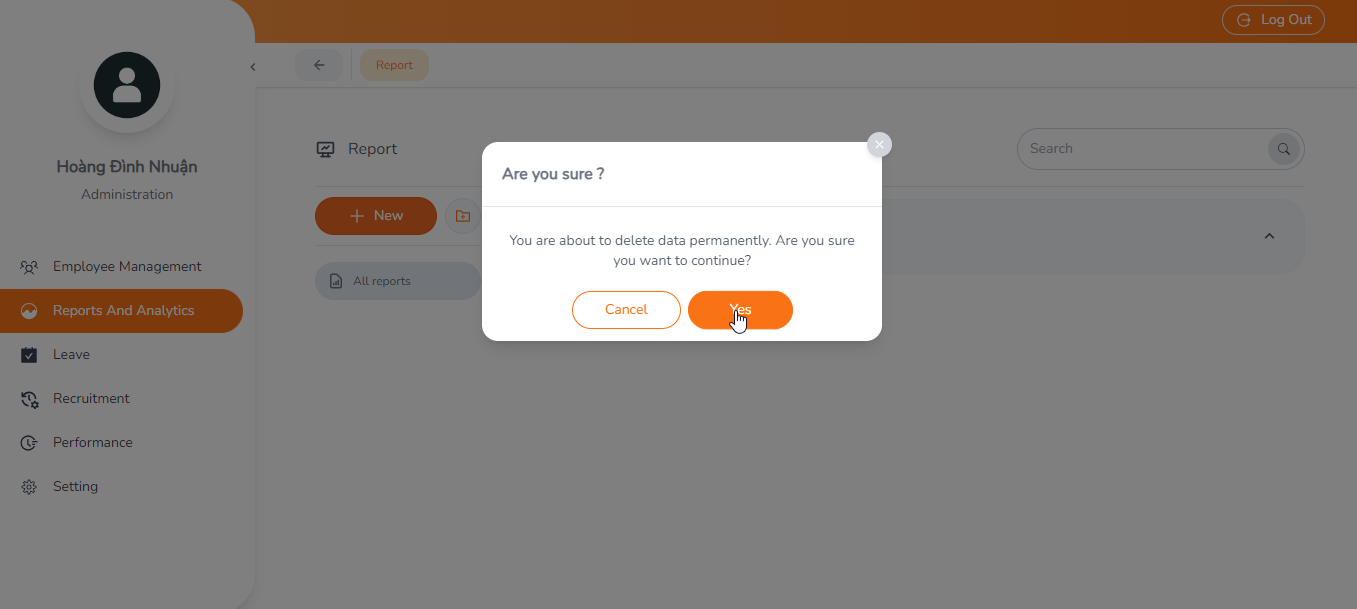 Log Out
Report
Hoàng Đình Nhuận
Administration
Employee Management
Reports And Analytics
Leave
Recruitment
Performance
Setting
Report
Search
New
All reports
Are you sure ?
You are about to delete data permanently. Are you sure
you want to continue?
Cancel
Yes